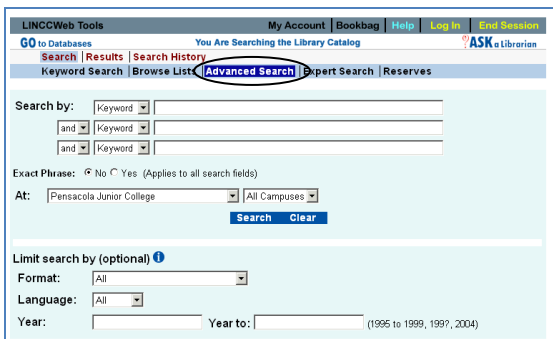 LINCCWeb Tools My Account | Bookbag | Help | Log In | End Session
GO to Databases You Are Searching the Library Catalog ?ASK a Librarian
Search | Results | Search History
Keyword Search | Browse Lists | Advanced Search | Expert Search | Reserves
Search by: Keyword
and Keyword
and Keyword
Exact Phrase: No Yes (Applies to all search fields)
At: Pensacola Junior College All Campuses
Search Clear
Limit search by (optional) i
Format: All
Language: All
Year: Year to: (1995 to 1999, 199?, 2004)